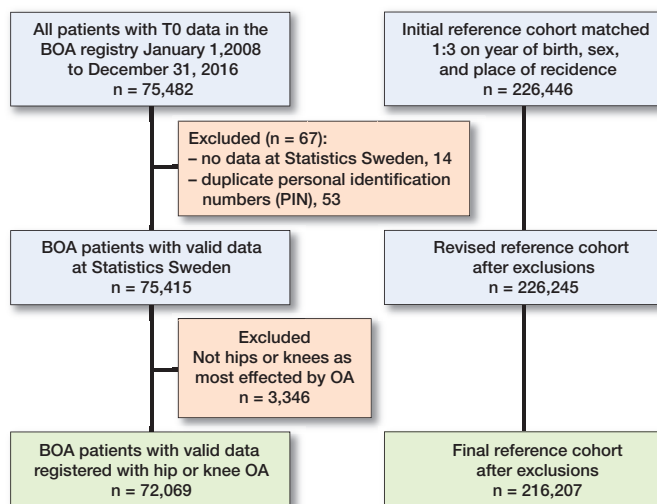 All patients with T0 data in the
BOA registry January 1,2008
to December 31, 2016
n = 75,482
Initial reference cohort matched
1:3 on year of birth, sex,
and place of recidence
n = 226,446
Excluded (n = 67):
– no data at Statistics Sweden, 14
– duplicate personal identification
numbers (PIN), 53
BOA patients with valid data
at Statistics Sweden
n = 75,415
Revised reference cohort
after exclusions
n = 226,245
Excluded
Not hips or knees as
most effected by OA
n = 3,346
BOA patients with valid data
registered with hip or knee OA
n = 72,069
Final reference cohort
after exclusions
n = 216,207